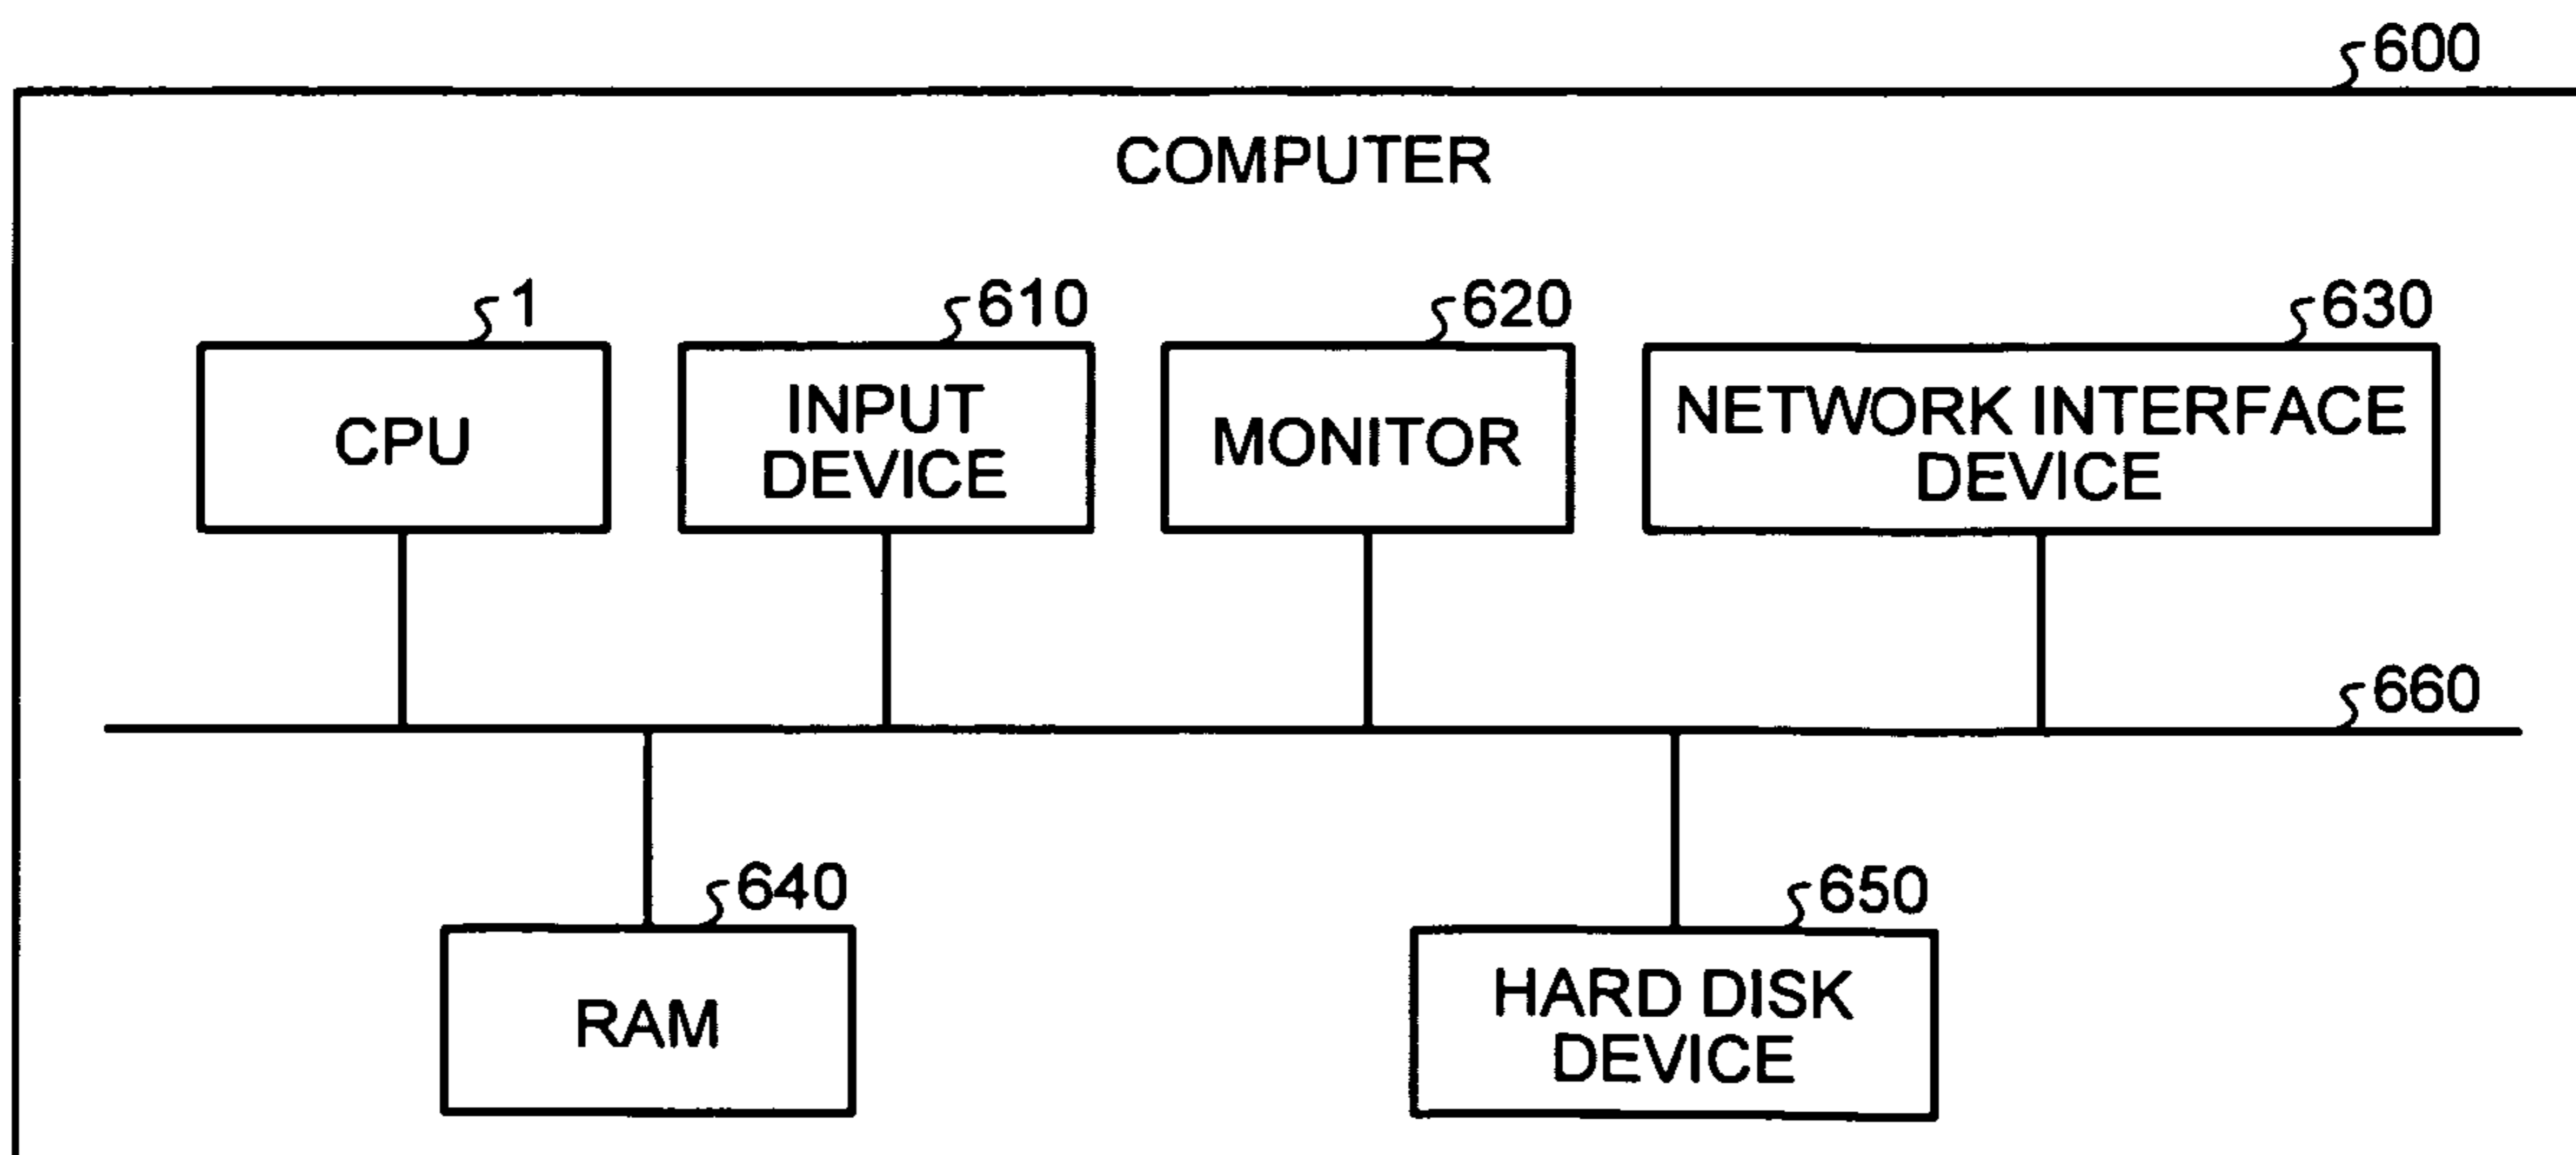 600
COMPUTER
1
610
620
630
CPU
INPUT
DEVICE
MONITOR
NETWORK INTERFACE
DEVICE
660
640
650
RAM
HARD DISK
DEVICE